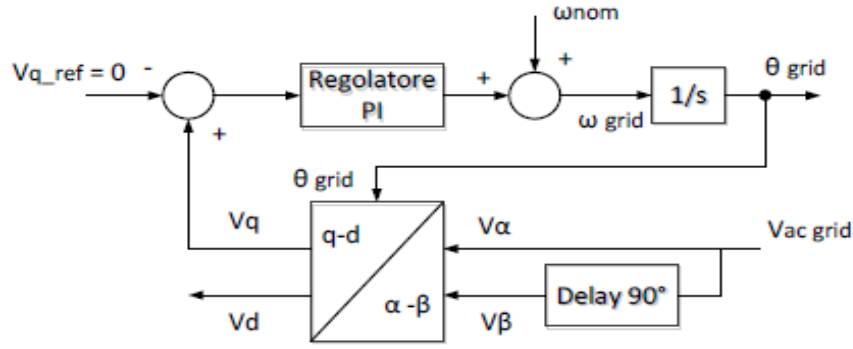 ωnom
Vq_ref = 0
-
Regolatore
PI
+
+
1/s
θ grid
+
ω grid
θ grid
Vq
q-d
Vα
Vac grid
α -β
Delay 90°
Vd
Vβ